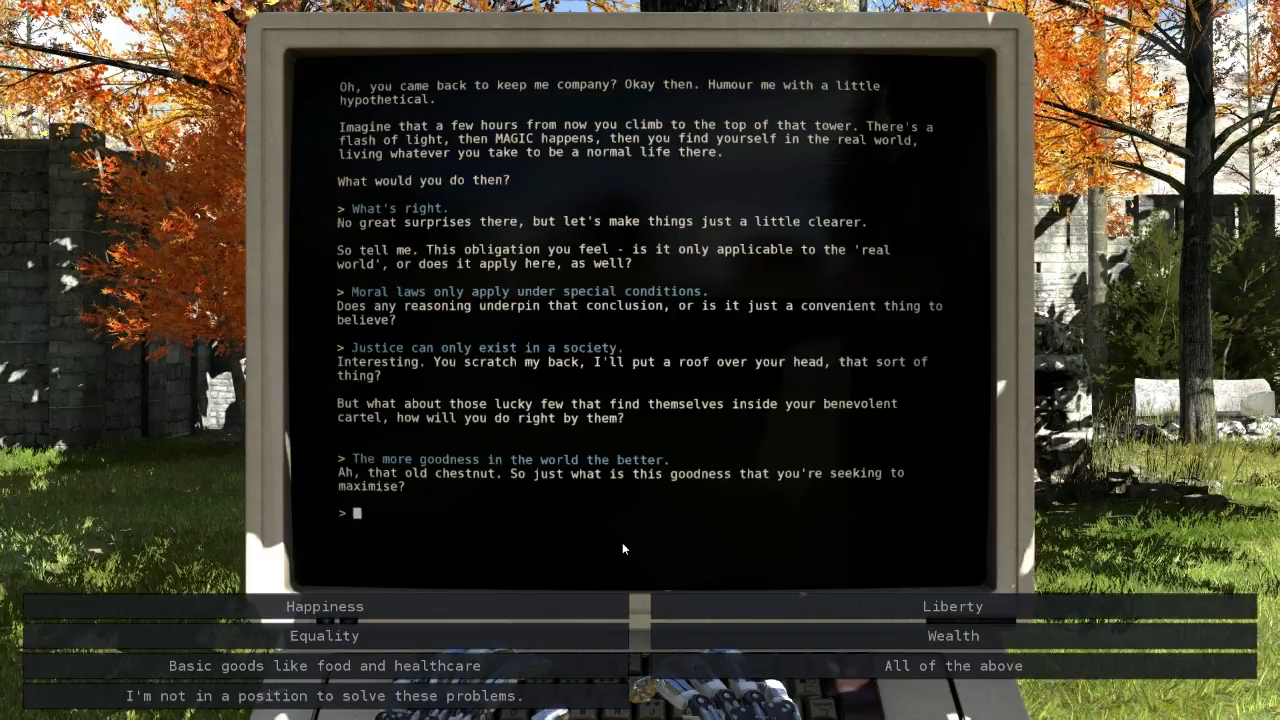 Oh, you came back to keep me company? Okay then. Humour me with a little
hypothetical.
Imagine that a few hours from now you climb to the top of that tower. There's a
flash of light, then MAGIC happens, then you find yourself in the real world,
living whatever you take to be a normal life there.
What would you do then?
> What's right.
No great surprises there, but let's make things just a little clearer.
So tell me. This obligation you feel - is it only applicable to the 'real
world', or does it apply here, as well?
> Moral laws only apply under special conditions.
Does any reasoning underpin that conclusion, or is it just a convenient thing to
believe?
> Justice can only exist in a society.
Interesting. You scratch my back, I'll put a roof over your head, that sort of
thing?
But what about those lucky few that find themselves inside your benevolent
cartel, how will you do right by them?
> The more goodness in the world the better.
Ah, that old chestnut. So just what is this goodness that you're seeking to
maximise?
>
Happiness
Liberty
Equality
Wealth
Basic goods like food and healthcare
All of the above
I'm not in a position to solve these problems.